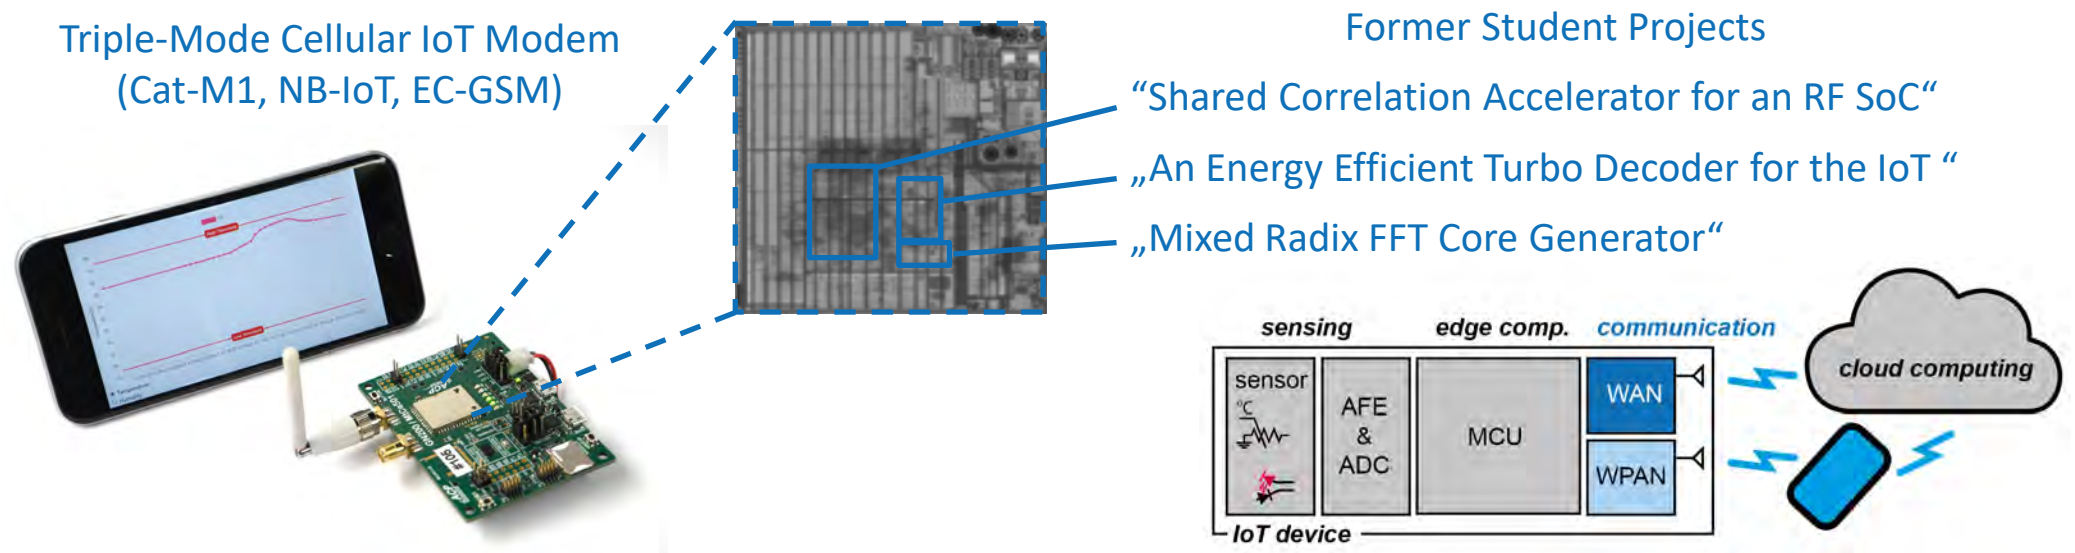 Triple-Mode Cellular IoT Modem
(Cat-M1, NB-IoT, EC-GSM)
Former Student Projects
“Shared Correlation Accelerator for an RF SoC“
„An Energy Efficient Turbo Decoder for the IoT “
„Mixed Radix FFT Core Generator“
#106
ACP
sensing
edge comp.
communication
sensor
°C
AFE
&
ADC
MCU
WAN
WPAN
IoT device
cloud computing